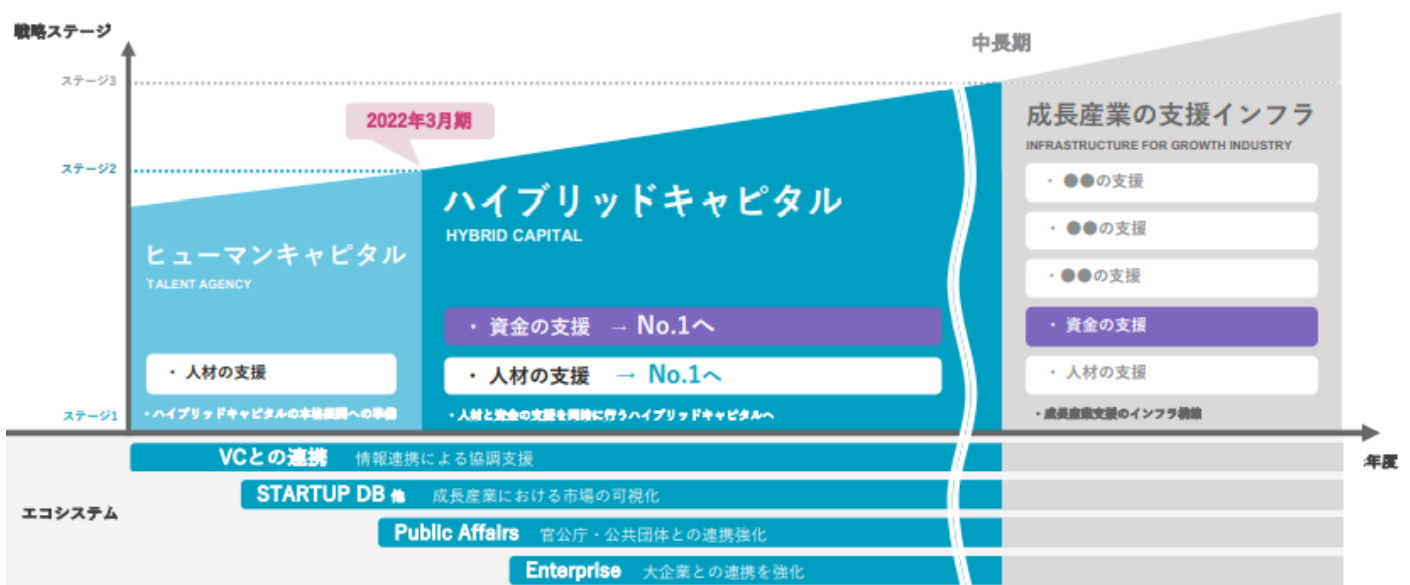 戦略ステージ
中長期
ステージ3
2022年3月期
ステージ2
ヒューマンキャピタル
TALENT AGENCY
・ 人材の支援
・ハイブリッドキャピタルの本格展開への準備
ハイブリッドキャピタル
HYBRID CAPITAL
・ 資金の支援 → No.1へ
・ 人材の支援 → No.1へ
・人材と資金の支援を同時に行うハイブリッドキャピタルへ
成長産業の支援インフラ
INFRASTRUCTURE FOR GROWTH INDUSTRY
・ ●●の支援
・ ●●の支援
・●●の支援
・ 資金の支援
・ 人材の支援
・成長産業支援のインフラ構築
ステージ1
年度
エコシステム
VCとの連携 情報連携による協調支援
STARTUP DB 他 成長産業における市場の可視化
Public Affairs 官公庁・公共団体との連携強化
Enterprise 大企業との連携を強化